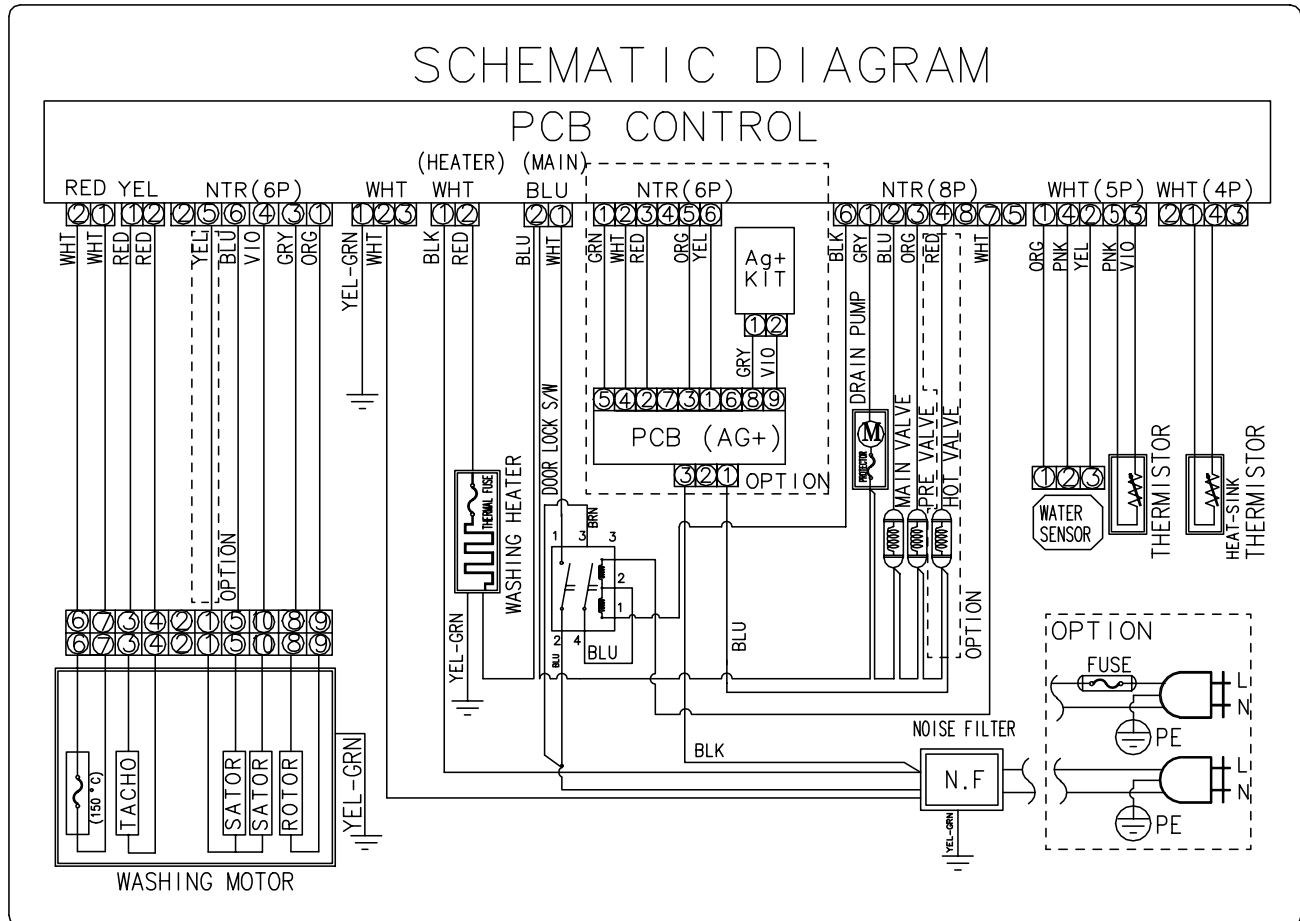 SCHEMATIC DIAGRAM
PCB CONTROL
(HEATER) (MAIN)
RED YEL NTR(6P) WHT WHT BLU NTR(6P) NTR(8P) WHT(5P) WHT(4P)
2 1 1 2 2 5 6 4 3 1 1 2 3 1 2 2 1 1 2 3 4 5 6 6 1 2 3 4 8 7 5 1 4 2 5 3 2 1 4 3
WHT WHT RED RED YEL BLU VIO GRY ORG YEL-GRN WHT BLK RED BLU WHT GRN WHT RED ORG YEL BLK GRY BLU ORG RED WHT ORG PNK YEL PNK VIO
Ag+
KIT
1 2
GRY VIO
5 4 2 7 3 1 6 8 9
PCB (AG+)
3 2 1
OPTION
DRAIN PUMP
M
PROTECTOR
MAIN VALVE
PRE VALVE
HOT VALVE
OPTION
1 2 3
WATER
SENSOR
THERMISTOR
HEAT-SINK
THERMISTOR
DOOR LOCK S/W
BRN
1 3 3
2
1
2 4
BLU
BLU
BLU
THERMAL FUSE
WASHING HEATER
YEL-GRN
OPTION
6 7 3 4 2 1 5 10 8 9
6 7 3 4 2 1 5 10 8 9
(150°C)
TACHO
SATOR
SATOR
ROTOR
YEL-GRN
WASHING MOTOR
BLK
NOISE FILTER
N.F
YEL-GRN
OPTION
FUSE
L
N
PE
L
N
PE